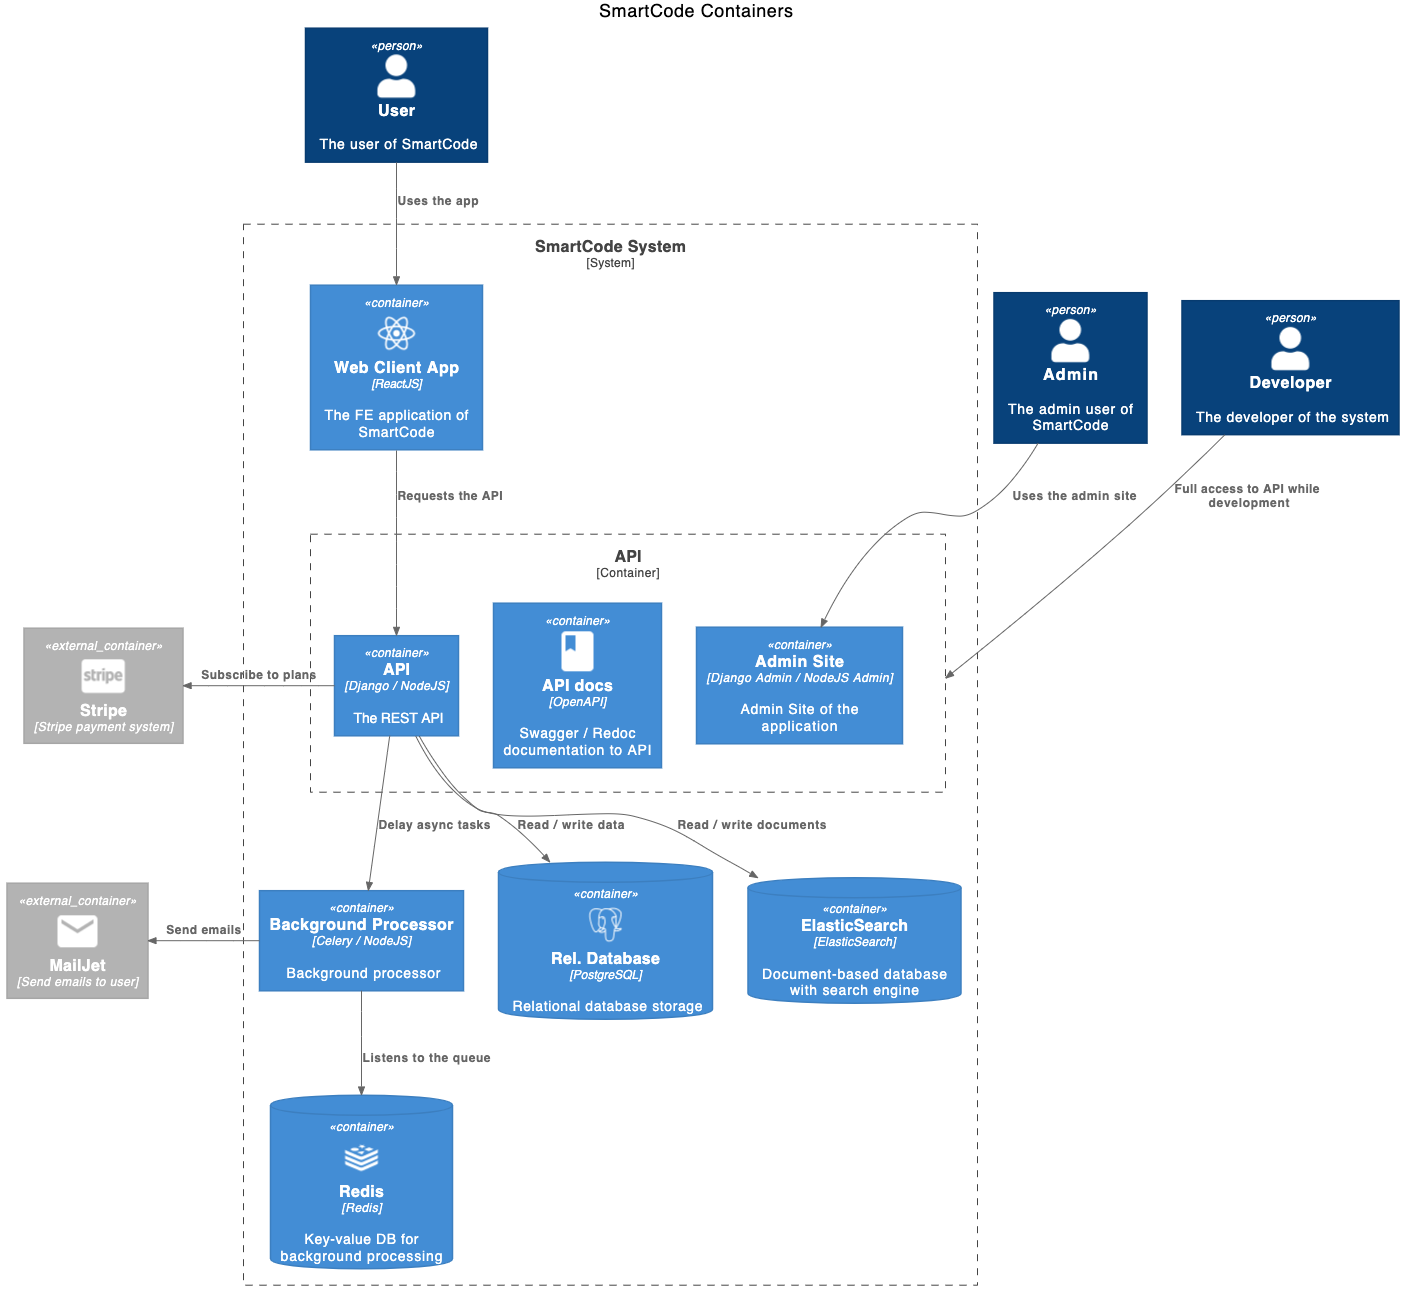 SmartCode Containers
«person»
User
The user of SmartCode
Uses the app
SmartCode System
[System]
«container»
Web Client App
[ReactJS]
The FE application of
SmartCode
«person»
Admin
The admin user of
SmartCode
«person»
Developer
The developer of the system
Requests the API
Uses the admin site
Full access to API while
development
API
[Container]
«external_container»
stripe
Stripe
[Stripe payment system]
Subscribe to plans
«container»
API
[Django / NodeJS]
The REST API
«container»
API docs
[OpenAPI]
Swagger / Redoc
documentation to API
«container»
Admin Site
[Django Admin / NodeJS Admin]
Admin Site of the
application
Delay async tasks
Read / write data
Read / write documents
«external_container»
MailJet
[Send emails to user]
Send emails
«container»
Background Processor
[Celery / NodeJS]
Background processor
«container»
Rel. Database
[PostgreSQL]
Relational database storage
«container»
ElasticSearch
[ElasticSearch]
Document-based database
with search engine
Listens to the queue
«container»
Redis
[Redis]
Key-value DB for
background processing